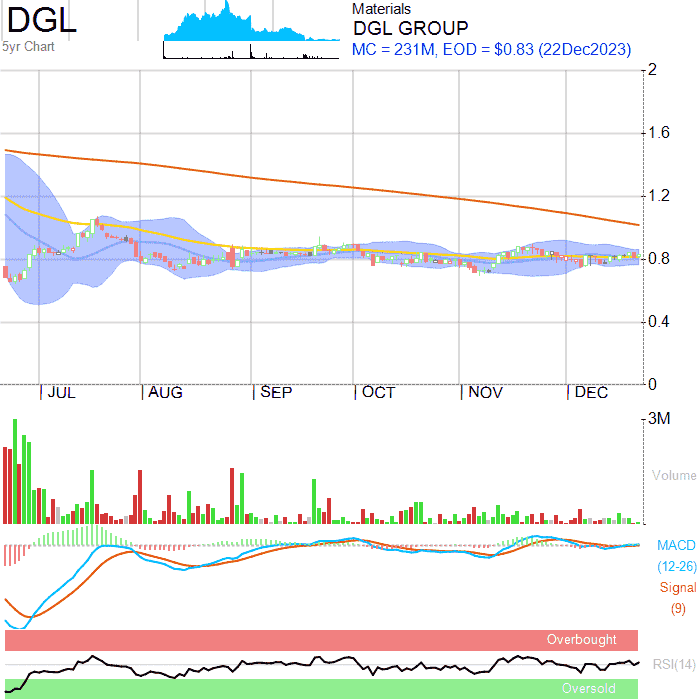 DGL
5yr Chart
Materials
DGL GROUP
MC = 231M, EOD = $0.83 (22Dec2023)
2
1.6
1.2
0.8
0.4
0
JUL AUG SEP OCT NOV DEC
3M
Volume
MACD
(12-26)
Signal
(9)
Overbought
RSI(14)
Oversold